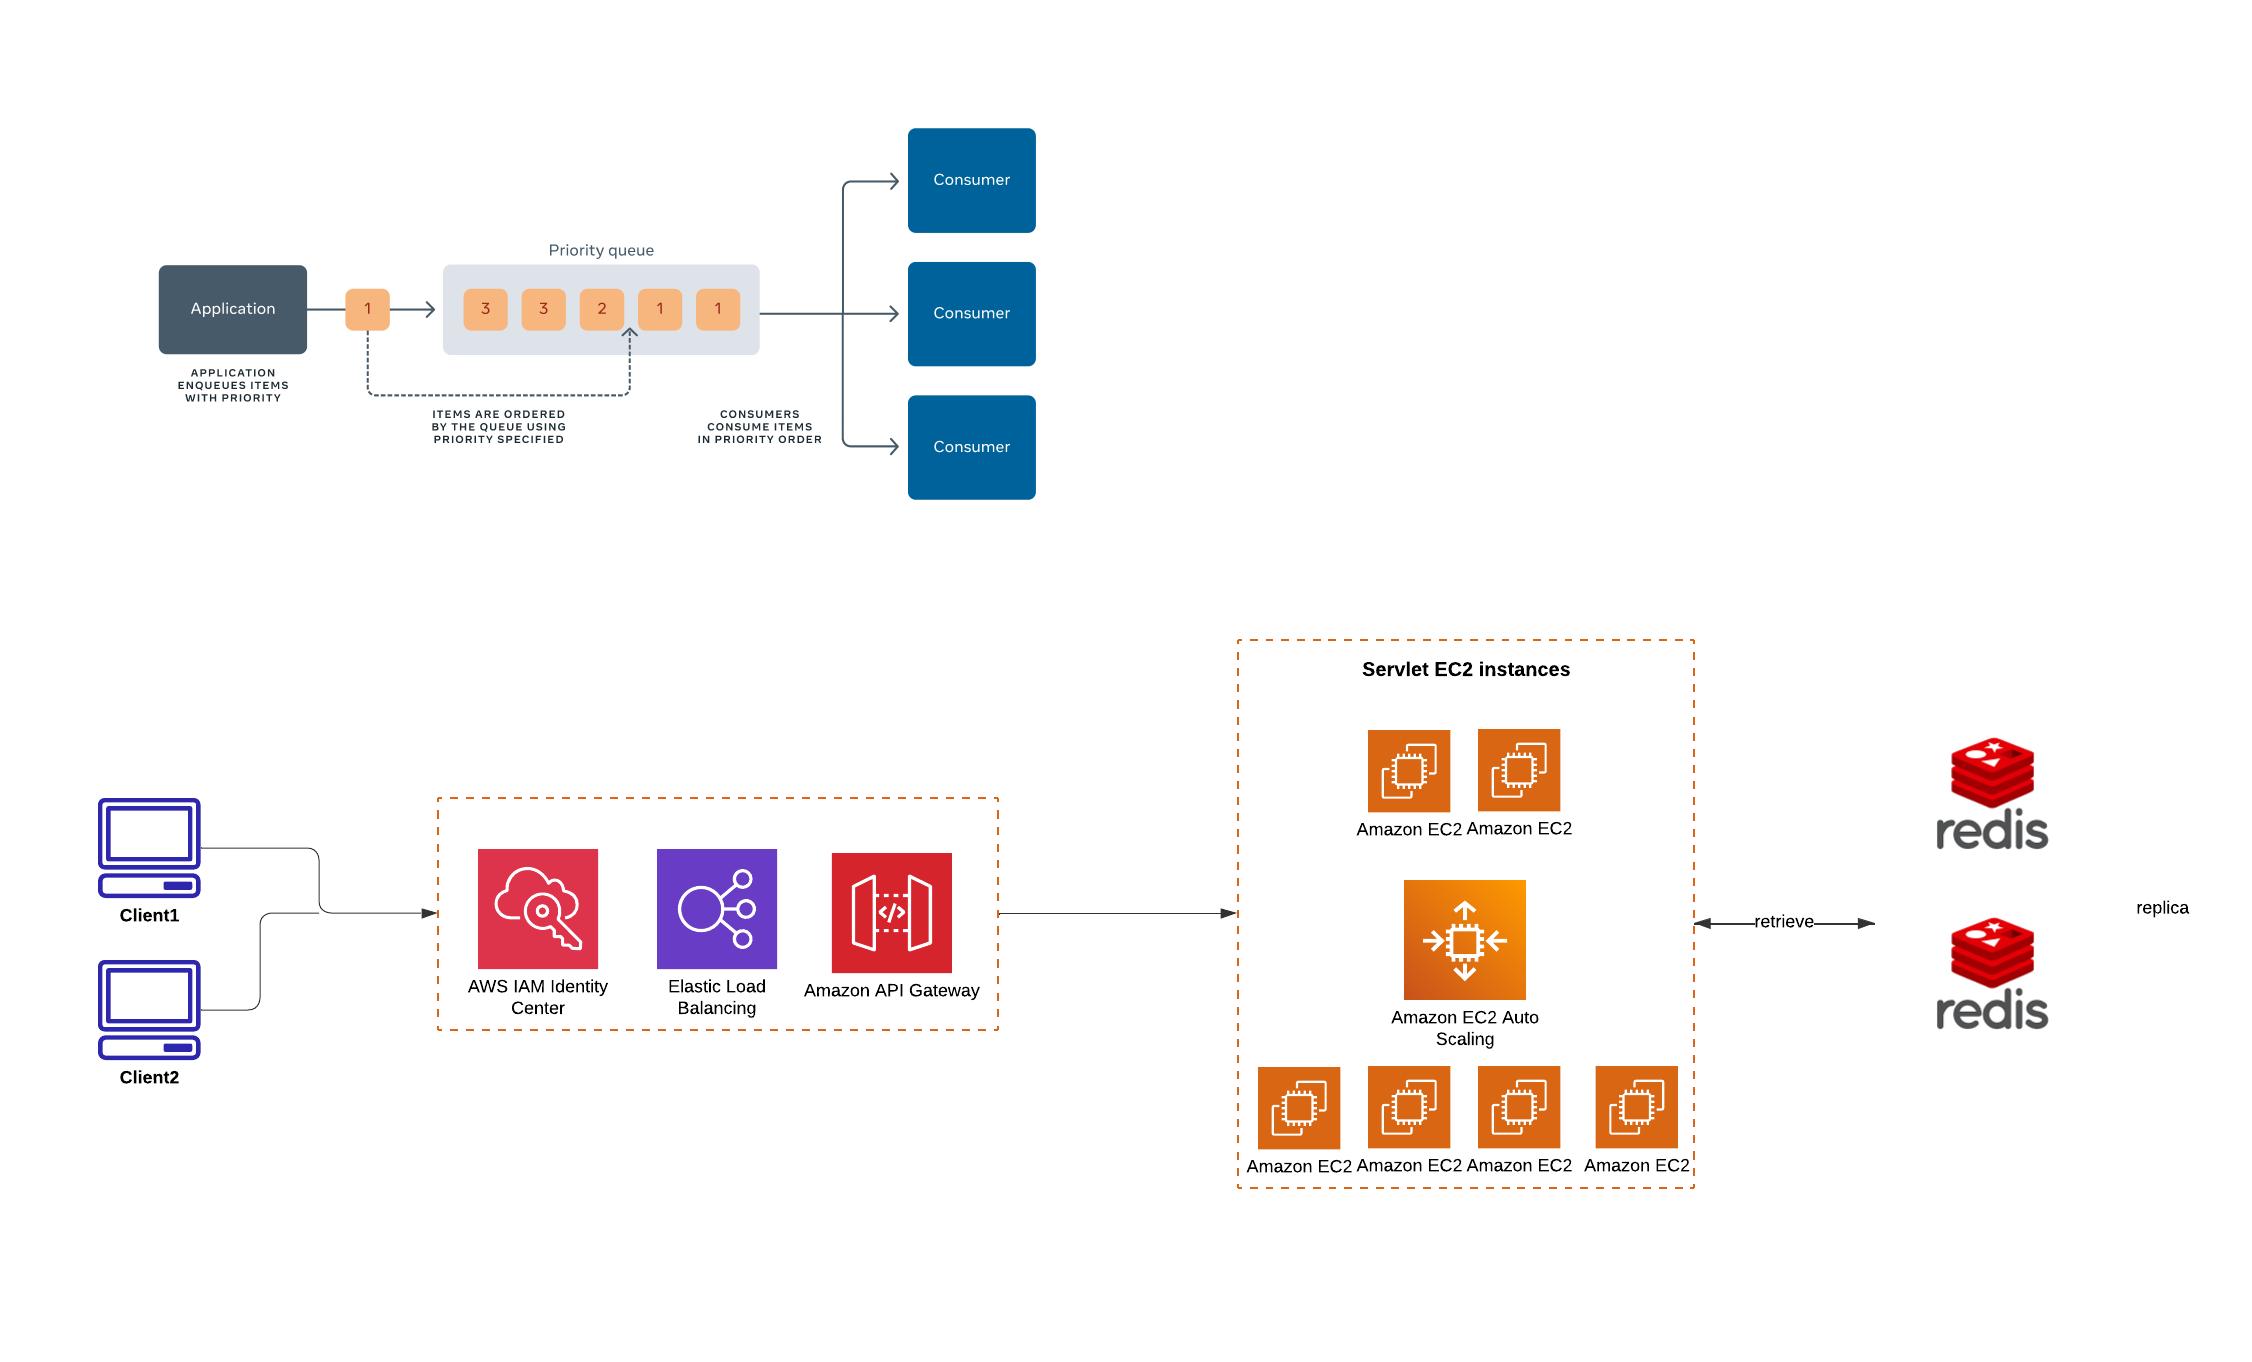 Consumer
Priority queue
Application
1
3 3 2 1 1
Consumer
APPLICATION
ENQUEUES ITEMS
WITH PRIORITY
ITEMS ARE ORDERED
BY THE QUEUE USING
PRIORITY SPECIFIED
CONSUMERS
CONSUME ITEMS
IN PRIORITY ORDER
Consumer
Client1
Client2
AWS IAM Identity
Center
Elastic Load
Balancing
Amazon API Gateway
Servlet EC2 instances
Amazon EC2
Amazon EC2
Amazon EC2 Auto
Scaling
Amazon EC2
Amazon EC2
Amazon EC2
Amazon EC2
retrieve
redis
redis
replica